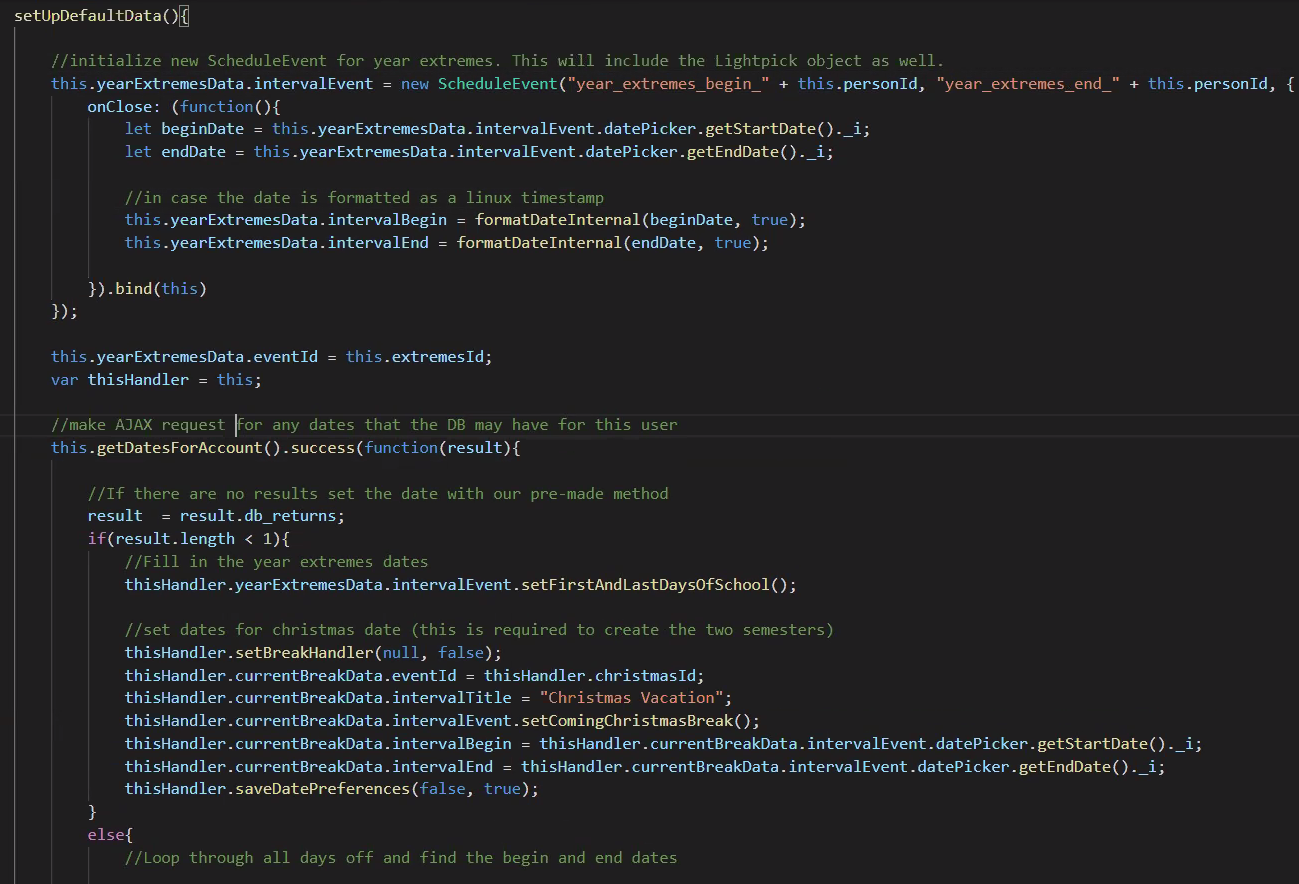 setUpDefaultData(){
//initialize new ScheduleEvent for year extremes. This will include the Lightpick object as well.
this.yearExtremesData.intervalEvent = new ScheduleEvent("year_extremes_begin_" + this.personId, "year_extremes_end_" + this.personId, {
onClose: (function(){
let beginDate = this.yearExtremesData.intervalEvent.datePicker.getStartDate()._i;
let endDate = this.yearExtremesData.intervalEvent.datePicker.getEndDate()._i;
//in case the date is formatted as a linux timestamp
this.yearExtremesData.intervalBegin = formatDateInternal(beginDate, true);
this.yearExtremesData.intervalEnd = formatDateInternal(endDate, true);
}).bind(this)
});
this.yearExtremesData.eventId = this.extremesId;
var thisHandler = this;
//make AJAX request for any dates that the DB may have for this user
this.getDatesForAccount().success(function(result){
//If there are no results set the date with our pre-made method
result  = result.db_returns;
if(result.length < 1){
//Fill in the year extremes dates
thisHandler.yearExtremesData.intervalEvent.setFirstAndLastDaysOfSchool();
//set dates for christmas date (this is required to create the two semesters)
thisHandler.setBreakHandler(null, false);
thisHandler.currentBreakData.eventId = thisHandler.christmasId;
thisHandler.currentBreakData.intervalTitle = "Christmas Vacation";
thisHandler.currentBreakData.intervalEvent.setComingChristmasBreak();
thisHandler.currentBreakData.intervalBegin = thisHandler.currentBreakData.intervalEvent.datePicker.getStartDate()._i;
thisHandler.currentBreakData.intervalEnd = thisHandler.currentBreakData.intervalEvent.datePicker.getEndDate()._i;
thisHandler.saveDatePreferences(false, true);
}
else{
//Loop through all days off and find the begin and end dates